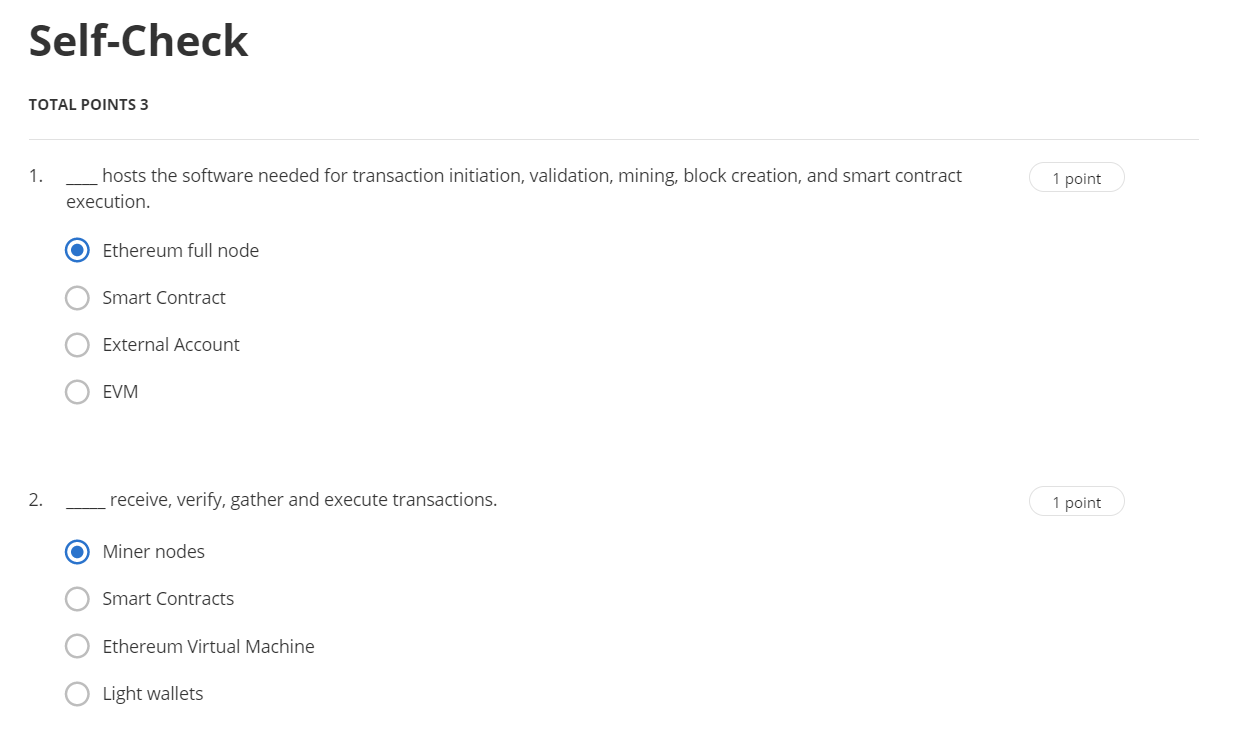 Self-Check
TOTAL POINTS 3
1. ____ hosts the software needed for transaction initiation, validation, mining, block creation, and smart contract
execution.
1 point
Ethereum full node
Smart Contract
External Account
EVM
2. _____ receive, verify, gather and execute transactions.
1 point
Miner nodes
Smart Contracts
Ethereum Virtual Machine
Light wallets